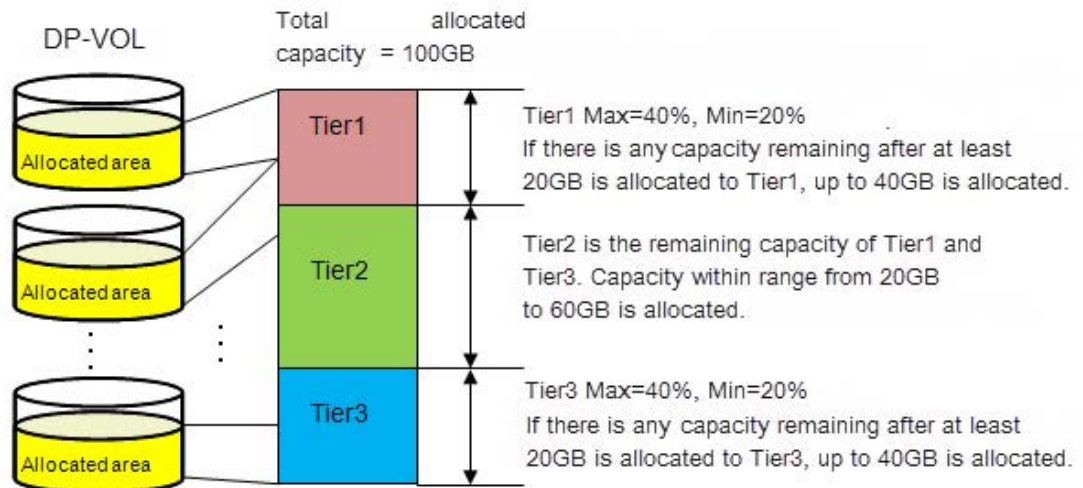 DP-VOL
Total allocated
capacity = 100GB
Allocated area
Allocated area
Allocated area
Tier1
Tier2
Tier3
Tier1 Max=40%, Min=20%
If there is any capacity remaining after at least
20GB is allocated to Tier1, up to 40GB is allocated.
Tier2 is the remaining capacity of Tier1 and
Tier3. Capacity within range from 20GB
to 60GB is allocated.
Tier3 Max=40%, Min=20%
If there is any capacity remaining after at least
20GB is allocated to Tier3, up to 40GB is allocated.